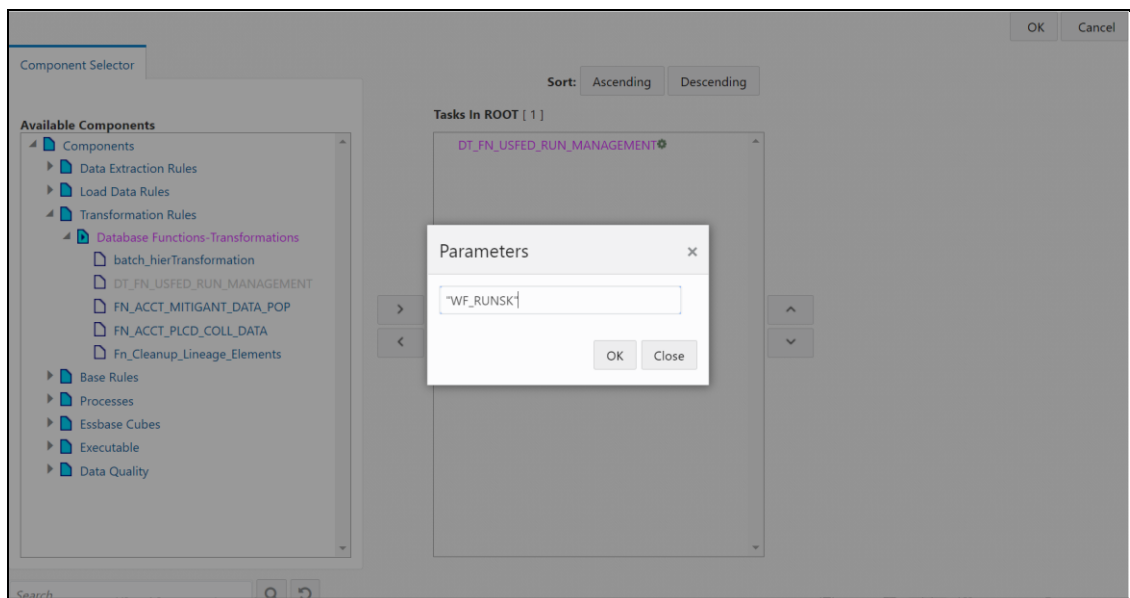 OK Cancel
Component Selector
Sort: Ascending Descending
Tasks In ROOT [ 1 ]
Available Components
Components
DT_FN_USFED_RUN_MANAGEMENT
Data Extraction Rules
Load Data Rules
Transformation Rules
Database Functions-Transformations
batch_hierTransformation
DT_FN_USFED_RUN_MANAGEMENT
FN_ACCT_MITIGANT_DATA_POP
FN_ACCT_PLCD_COLL_DATA
Fn_Cleanup_Lineage_Elements
Base Rules
Processes
Essbase Cubes
Executable
Data Quality
Parameters ×
"WF_RUNSK"
OK Close
> 
<
Search